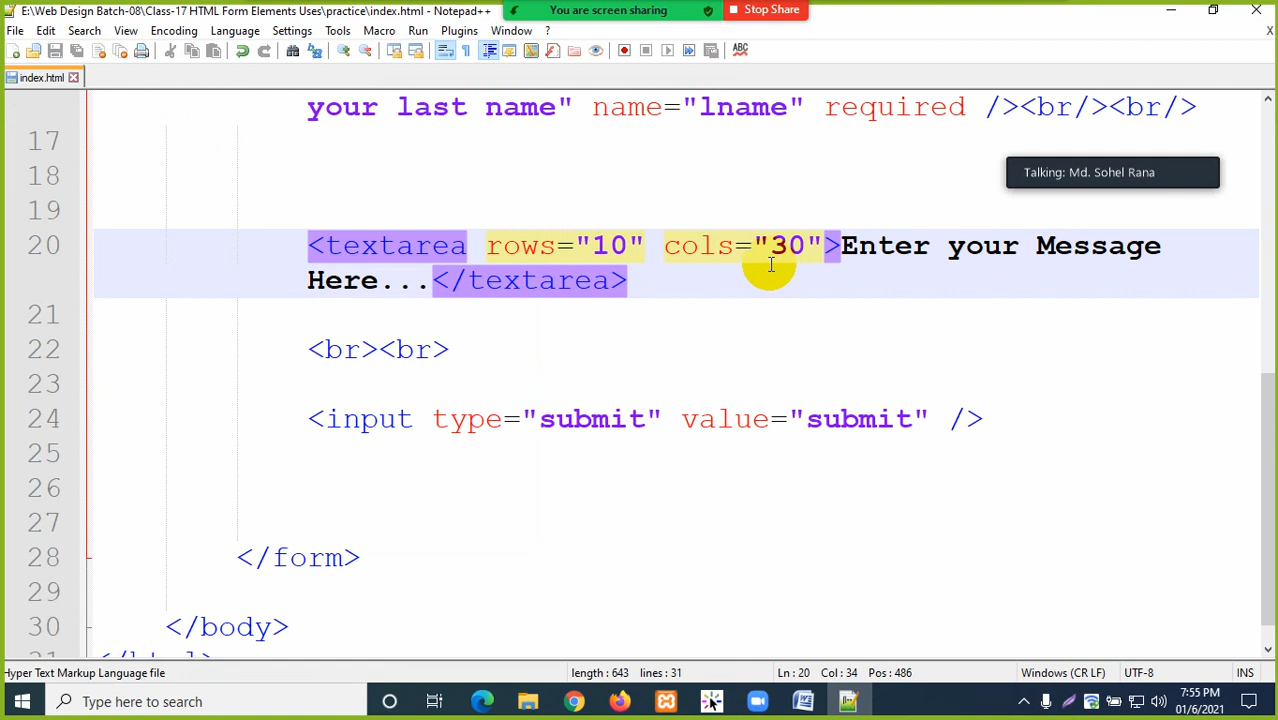 E:\Web Design Batch-08\Class-17 HTML Form Elements Uses\practice\index.html - Notepad++
You are screen sharing
Stop Share
File Edit Search View Encoding Language Settings Tools Macro Run Plugins Window ?
X
ABC
index.html
your last name" name="lname" required /><br/><br/>
17
18
Talking: Md. Sohel Rana
19
20 <textarea rows="10" cols="30">Enter your Message
Here...</textarea>
21
22 <br><br>
23
24 <input type="submit" value="submit" />
25
26
27
28 </form>
29
30 </body>
31 </html>
Hyper Text Markup Language file length : 643 lines : 31 Ln : 20 Col : 34 Pos : 486 Windows (CR LF) UTF-8 INS
Type here to search
7:55 PM
01/6/2021